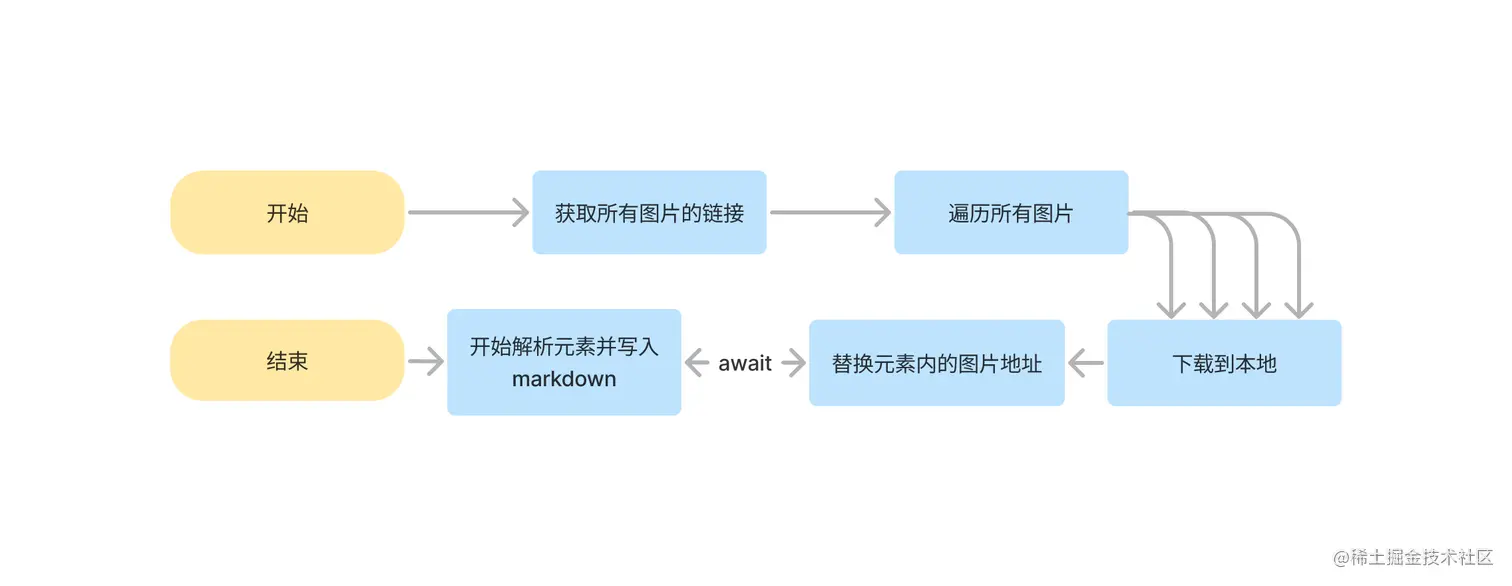 开始
获取所有图片的链接
遍历所有图片
结束
开始解析元素并写入
markdown
await
替换元素内的图片地址
下载到本地
@稀土掘金技术社区